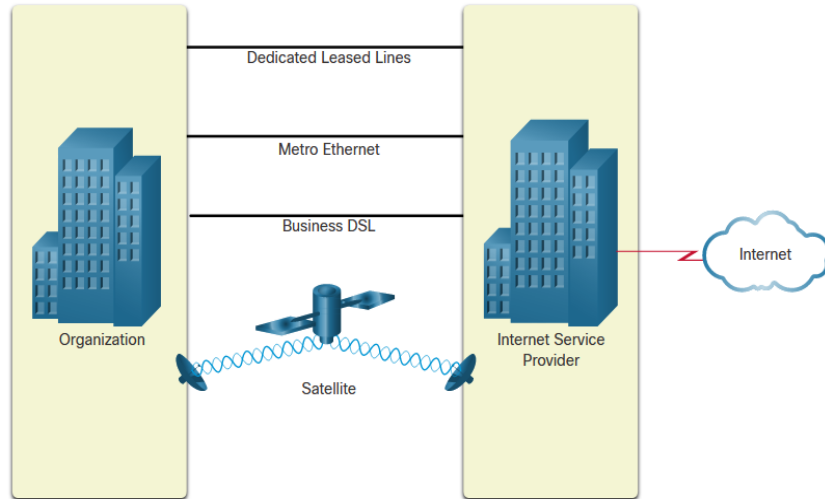 Dedicated Leased Lines
Metro Ethernet
Business DSL
Internet
Organization
Internet Service
Provider
Satellite